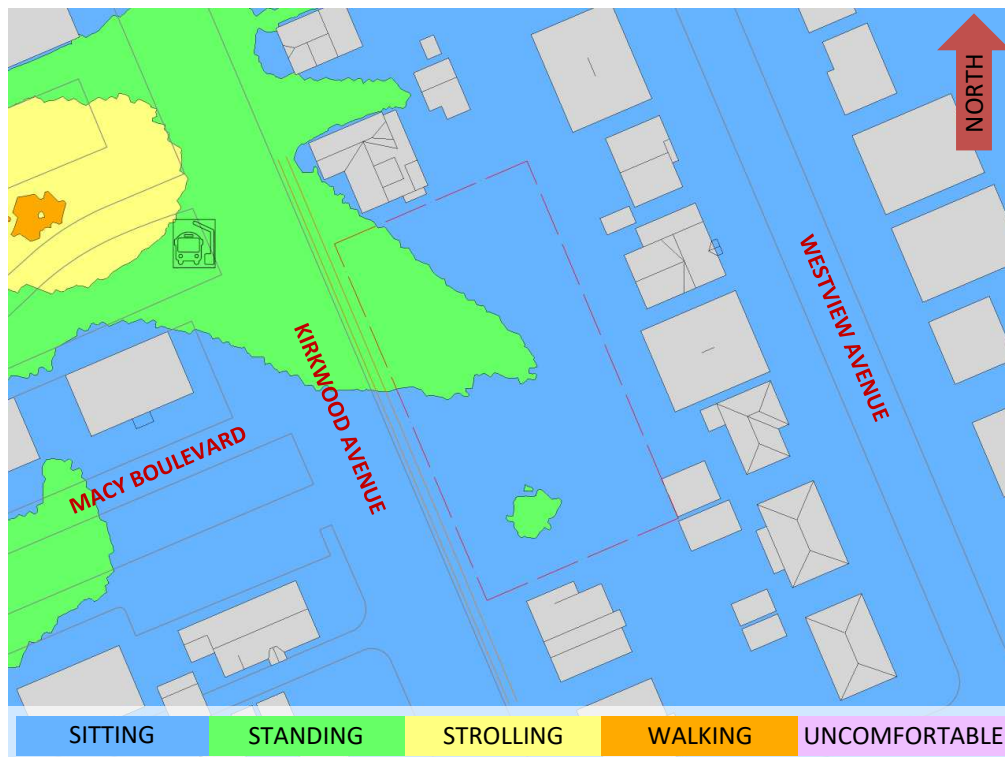 NORTH
WESTVIEW AVENUE
KIRKWOOD AVENUE
MACY BOULEVARD
SITTING STANDING STROLLING WALKING UNCOMFORTABLE